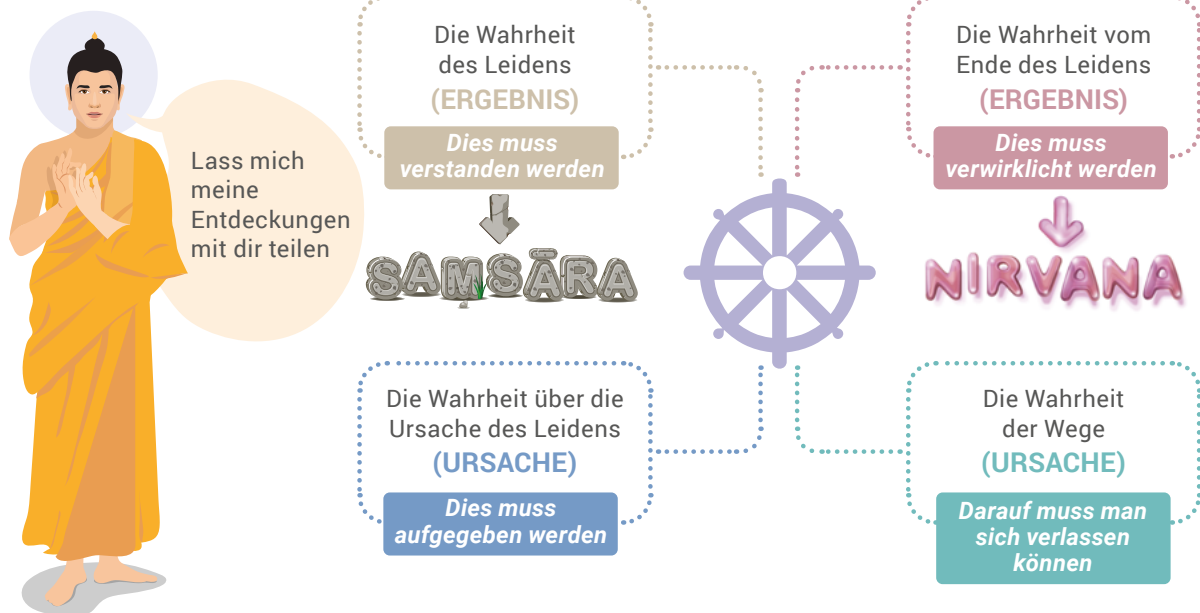 Lass mich
meine
Entdeckungen
mit dir teilen
Die Wahrheit
des Leidens
(ERGEBNIS)
Dies muss
verstanden werden
SAMSĀRA
Die Wahrheit vom
Ende des Leidens
(ERGEBNIS)
Dies muss
verwirklicht werden
NIRVANA
Die Wahrheit über die
Ursache des Leidens
(URSACHE)
Dies muss
aufgegeben werden
Die Wahrheit
der Wege
(URSACHE)
Darauf muss man
sich verlassen
können